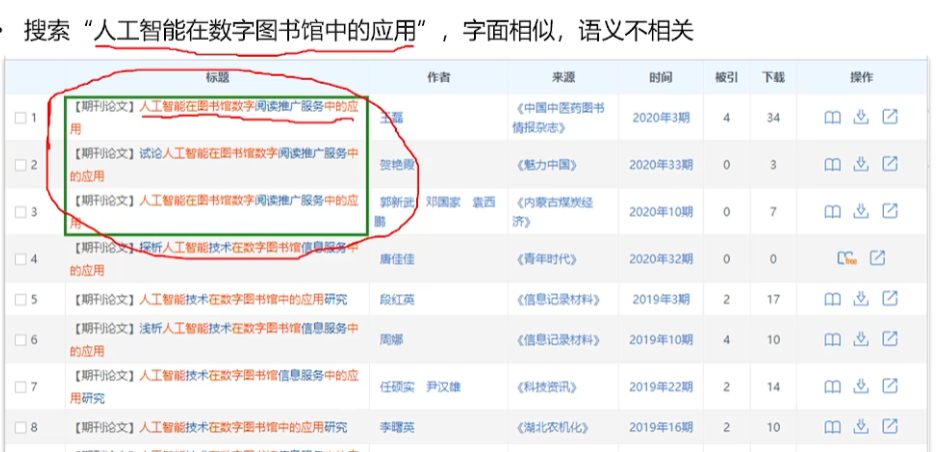 • 搜索“人工智能在数字图书馆中的应用”，字面相似，语义不相关
标题 作者 来源 时间 被引 下载 操作
1 【期刊论文】人工智能在图书馆数字阅读推广服务中的应
用 王磊 《中国中医药图书
情报杂志》 2020年3期 4 34
2 【期刊论文】试论人工智能在图书馆数字阅读推广服务中
的应用 贺艳霞 《魅力中国》 2020年33期 0 3
3 【期刊论文】人工智能在图书馆数字阅读推广服务中的应
用 郭新武 邓国家 袁西
鹏 《内蒙古煤炭经
济》 2020年10期 0 7
4 【期刊论文】探析人工智能技术在数字图书馆信息服务中
的应用 唐佳佳 《青年时代》 2020年32期 0 0
5 【期刊论文】人工智能技术在数字图书馆中的应用研究 段红英 《信息记录材料》 2019年3期 2 17
6 【期刊论文】浅析人工智能技术在数字图书馆信息服务中
的应用 周娜 《信息记录材料》 2019年10期 4 10
7 【期刊论文】人工智能技术在数字图书馆信息服务中的应
用研究 任硕实 尹汉雄 《科技资讯》 2019年22期 2 14
8 【期刊论文】人工智能技术在数字图书馆中的应用研究 李曙英 《湖北农机化》 2019年16期 2 10